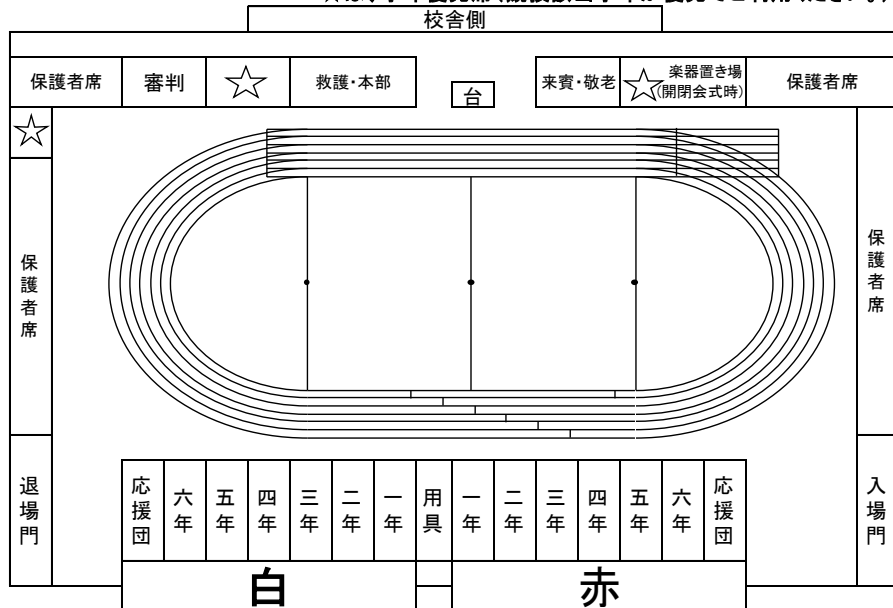 校舎側
保護者席
審判
☆
救護・本部
台
来賓・敬老
☆
楽器置き場
(開閉会式時)
保護者席
☆
保護者席
保護者席
退場門
応援団
六年
五年
四年
三年
二年
一年
用具
一年
二年
三年
四年
五年
六年
応援団
入場門
白
赤